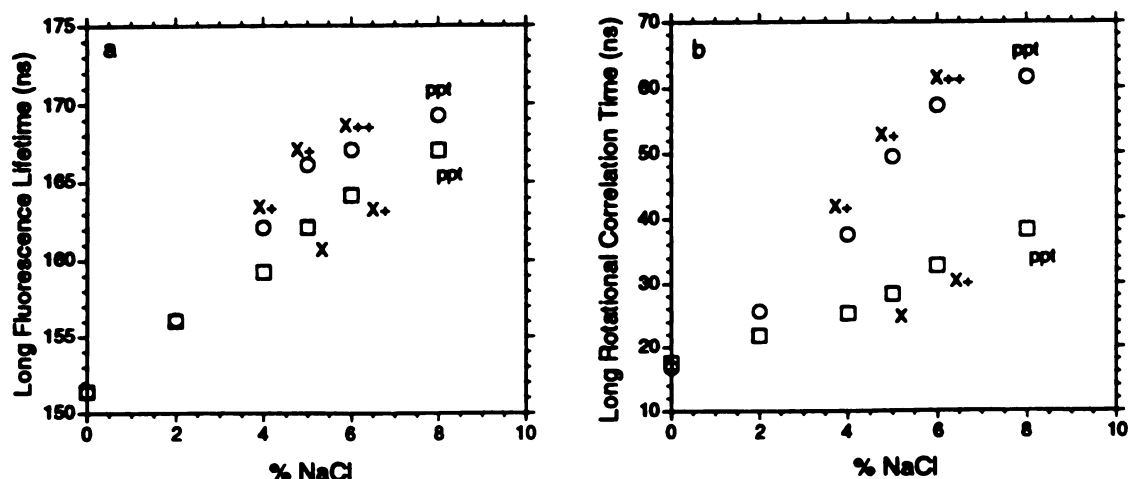 a
Long Fluorescence Lifetime (ns)
175
170
165
160
155
150
0
2
4
6
8
10
% NaCl
X+
X+
X++
ppt
X
X+
ppt
b
Long Rotational Correlation Time (ns)
70
60
50
40
30
20
10
0
2
4
6
8
10
% NaCl
X+
X+
X++
ppt
X
X+
ppt